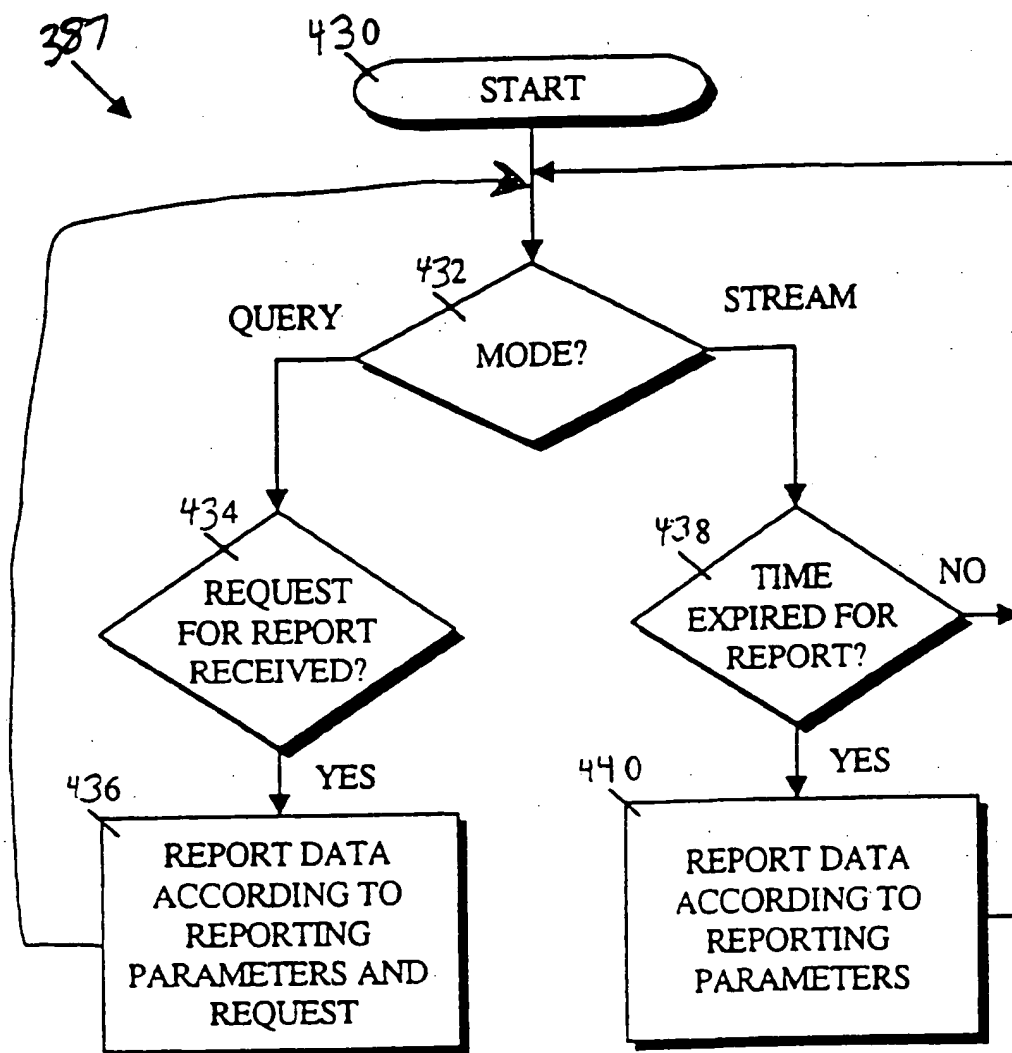 387
430
START
432
QUERY
STREAM
MODE?
434
REQUEST
FOR REPORT
RECEIVED?
438
TIME
EXPIRED FOR
REPORT?
NO
YES
YES
436
REPORT DATA
ACCORDING TO
REPORTING
PARAMETERS AND
REQUEST
440
REPORT DATA
ACCORDING TO
REPORTING
PARAMETERS